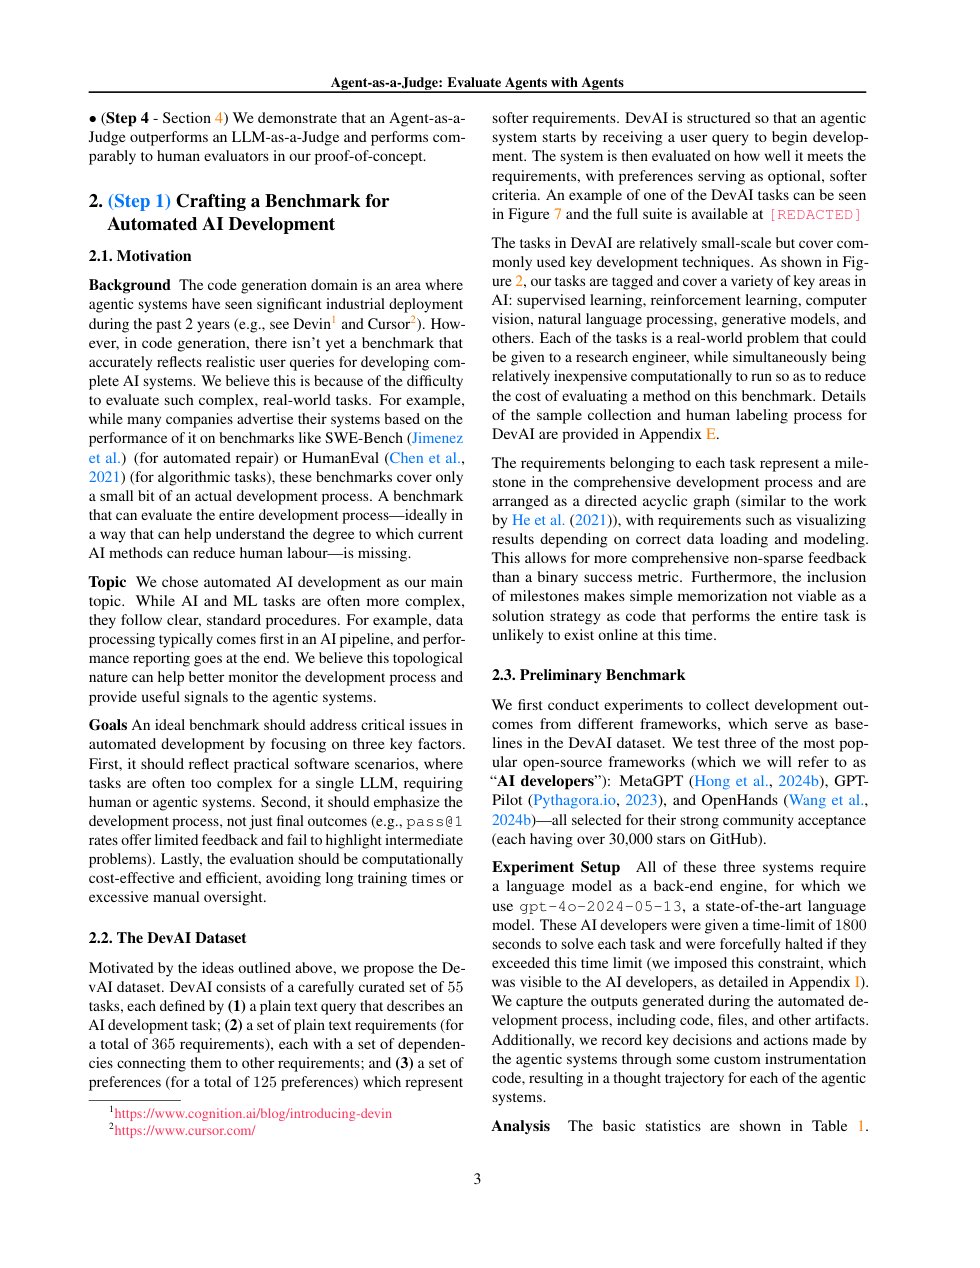 Agent-as-a-Judge: Evaluate Agents with Agents
• (Step 4 - Section 4) We demonstrate that an Agent-as-a-
Judge outperforms an LLM-as-a-Judge and performs com-
parably to human evaluators in our proof-of-concept.
2. (Step 1) Crafting a Benchmark for
Automated AI Development
2.1. Motivation
Background The code generation domain is an area where
agentic systems have seen significant industrial deployment
during the past 2 years (e.g., see Devin1 and Cursor2). How-
ever, in code generation, there isn't yet a benchmark that
accurately reflects realistic user queries for developing com-
plete AI systems. We believe this is because of the difficulty
to evaluate such complex, real-world tasks. For example,
while many companies advertise their systems based on the
performance of it on benchmarks like SWE-Bench (Jimenez
et al.) (for automated repair) or HumanEval (Chen et al.,
2021) (for algorithmic tasks), these benchmarks cover only
a small bit of an actual development process. A benchmark
that can evaluate the entire development process—ideally in
a way that can help understand the degree to which current
AI methods can reduce human labour—is missing.
Topic We chose automated AI development as our main
topic. While AI and ML tasks are often more complex,
they follow clear, standard procedures. For example, data
processing typically comes first in an AI pipeline, and perfor-
mance reporting goes at the end. We believe this topological
nature can help better monitor the development process and
provide useful signals to the agentic systems.
Goals An ideal benchmark should address critical issues in
automated development by focusing on three key factors.
First, it should reflect practical software scenarios, where
tasks are often too complex for a single LLM, requiring
human or agentic systems. Second, it should emphasize the
development process, not just final outcomes (e.g., pass@1
rates offer limited feedback and fail to highlight intermediate
problems). Lastly, the evaluation should be computationally
cost-effective and efficient, avoiding long training times or
excessive manual oversight.
2.2. The DevAI Dataset
Motivated by the ideas outlined above, we propose the De-
vAI dataset. DevAI consists of a carefully curated set of 55
tasks, each defined by (1) a plain text query that describes an
AI development task; (2) a set of plain text requirements (for
a total of 365 requirements), each with a set of dependen-
cies connecting them to other requirements; and (3) a set of
preferences (for a total of 125 preferences) which represent
1https://www.cognition.ai/blog/introducing-devin
2https://www.cursor.com/
softer requirements. DevAI is structured so that an agentic
system starts by receiving a user query to begin develop-
ment. The system is then evaluated on how well it meets the
requirements, with preferences serving as optional, softer
criteria. An example of one of the DevAI tasks can be seen
in Figure 7 and the full suite is available at [REDACTED]
The tasks in DevAI are relatively small-scale but cover com-
monly used key development techniques. As shown in Fig-
ure 2, our tasks are tagged and cover a variety of key areas in
AI: supervised learning, reinforcement learning, computer
vision, natural language processing, generative models, and
others. Each of the tasks is a real-world problem that could
be given to a research engineer, while simultaneously being
relatively inexpensive computationally to run so as to reduce
the cost of evaluating a method on this benchmark. Details
of the sample collection and human labeling process for
DevAI are provided in Appendix E.
The requirements belonging to each task represent a mile-
stone in the comprehensive development process and are
arranged as a directed acyclic graph (similar to the work
by He et al. (2021)), with requirements such as visualizing
results depending on correct data loading and modeling.
This allows for more comprehensive non-sparse feedback
than a binary success metric. Furthermore, the inclusion
of milestones makes simple memorization not viable as a
solution strategy as code that performs the entire task is
unlikely to exist online at this time.
2.3. Preliminary Benchmark
We first conduct experiments to collect development out-
comes from different frameworks, which serve as base-
lines in the DevAI dataset. We test three of the most pop-
ular open-source frameworks (which we will refer to as
“AI developers”): MetaGPT (Hong et al., 2024b), GPT-
Pilot (Pythagora.io, 2023), and OpenHands (Wang et al.,
2024b)—all selected for their strong community acceptance
(each having over 30,000 stars on GitHub).
Experiment Setup All of these three systems require
a language model as a back-end engine, for which we
use gpt-4o-2024-05-13, a state-of-the-art language
model. These AI developers were given a time-limit of 1800
seconds to solve each task and were forcefully halted if they
exceeded this time limit (we imposed this constraint, which
was visible to the AI developers, as detailed in Appendix I).
We capture the outputs generated during the automated de-
velopment process, including code, files, and other artifacts.
Additionally, we record key decisions and actions made by
the agentic systems through some custom instrumentation
code, resulting in a thought trajectory for each of the agentic
systems.
Analysis The basic statistics are shown in Table 1.
3